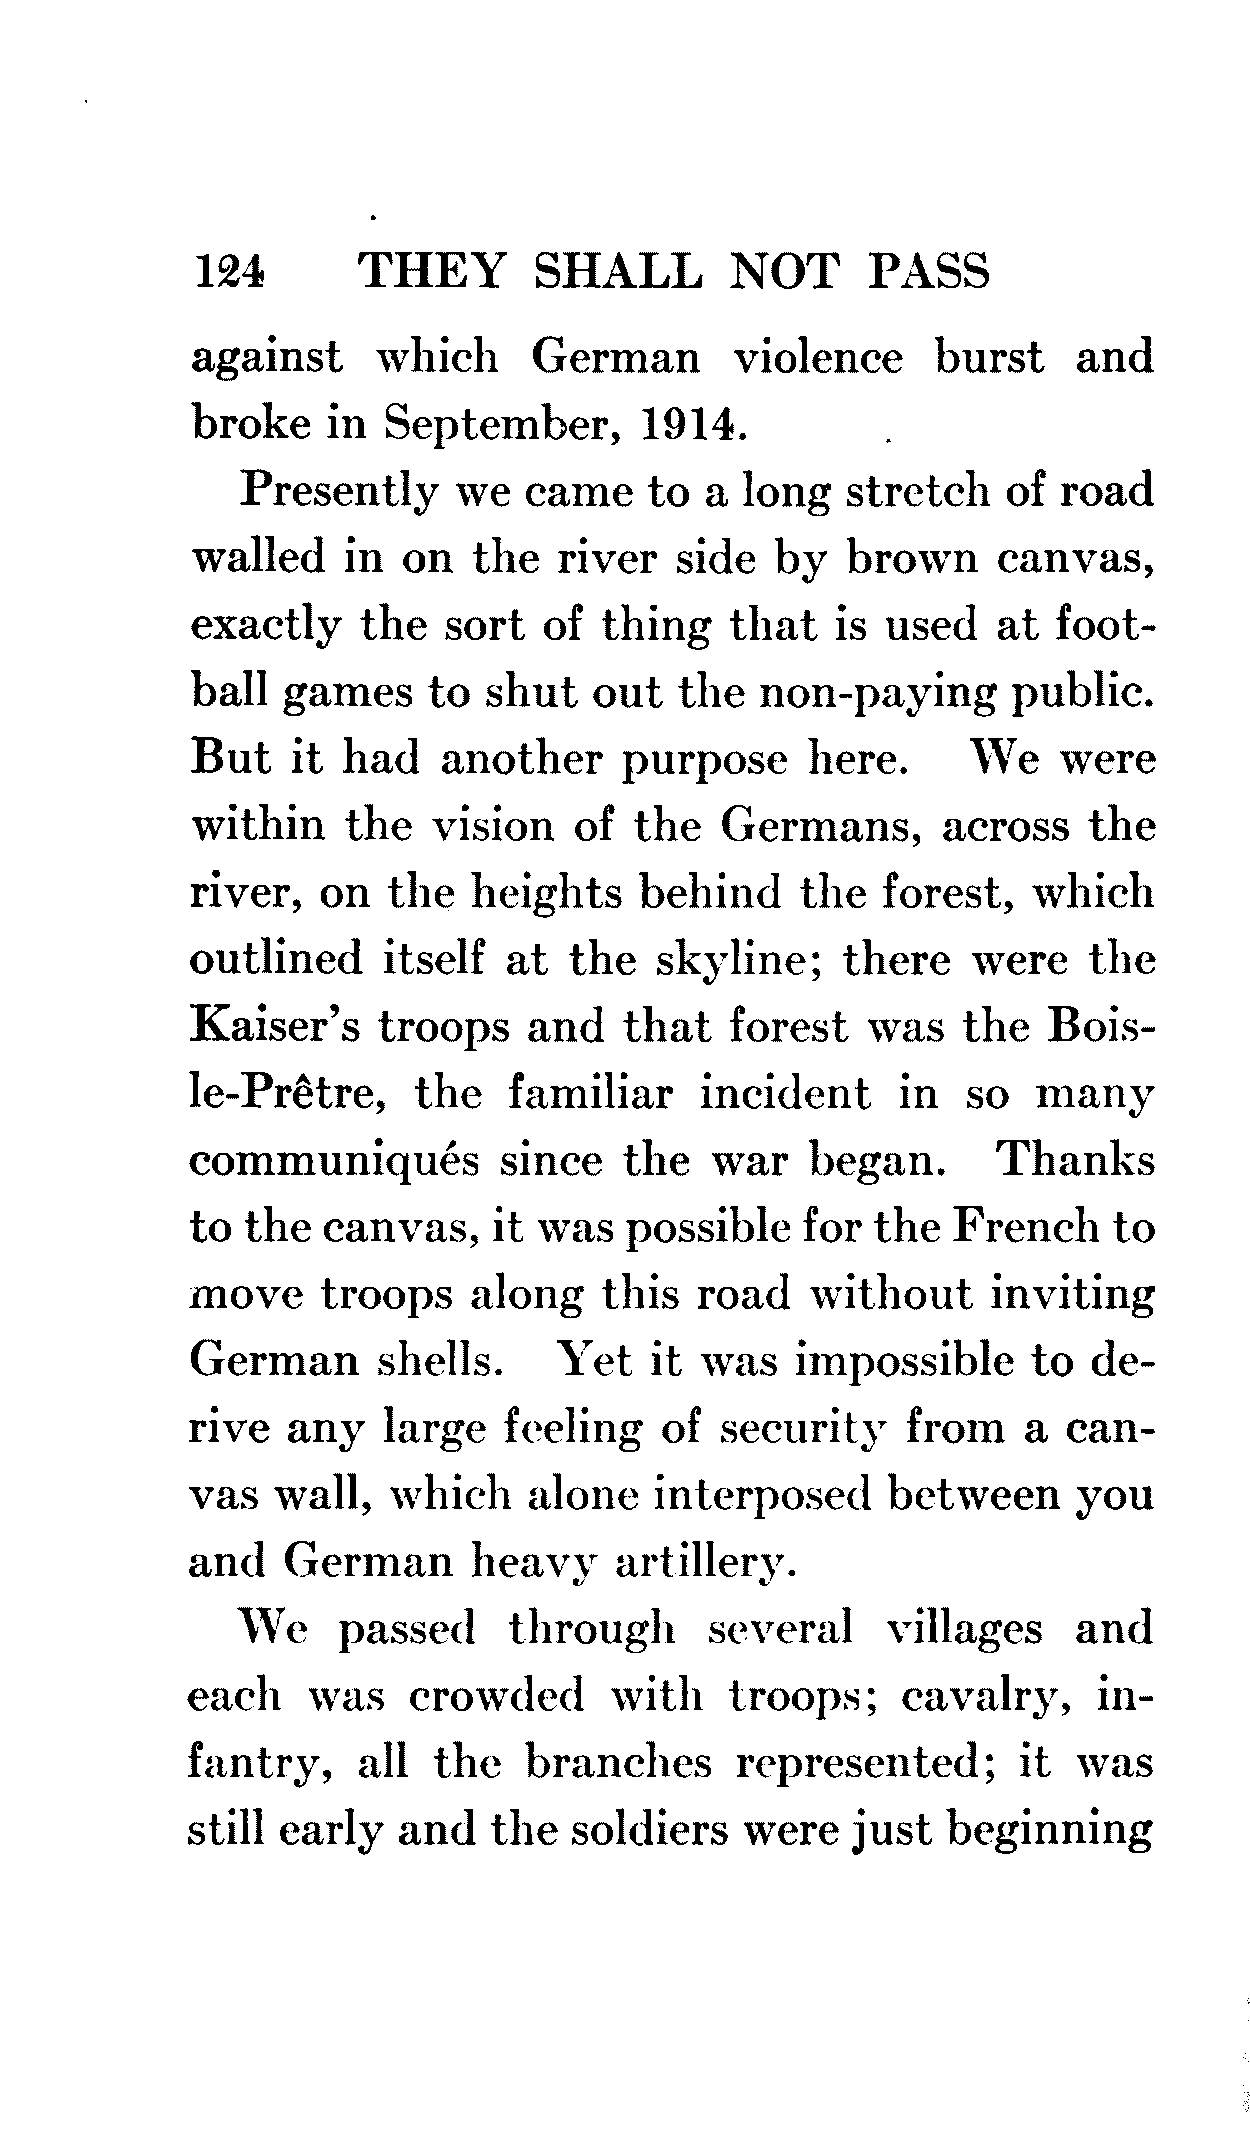 124 THEY SHALL NOT PASS
against which German violence burst and
broke in September, 1914.
Presently we came to a long stretch of road
walled in on the river side by brown canvas,
exactly the sort of thing that is used at foot-
ball games to shut out the non-paying public.
But it had another purpose here. We were
within the vision of the Germans, across the
river, on the heights behind the forest, which
outlined itself at the skyline; there were the
Kaiser's troops and that forest was the Bois-
le-Prêtre, the familiar incident in so many
communiqués since the war began. Thanks
to the canvas, it was possible for the French to
move troops along this road without inviting
German shells. Yet it was impossible to de-
rive any large feeling of security from a can-
vas wall, which alone interposed between you
and German heavy artillery.
We passed through several villages and
each was crowded with troops; cavalry, in-
fantry, all the branches represented; it was
still early and the soldiers were just beginning